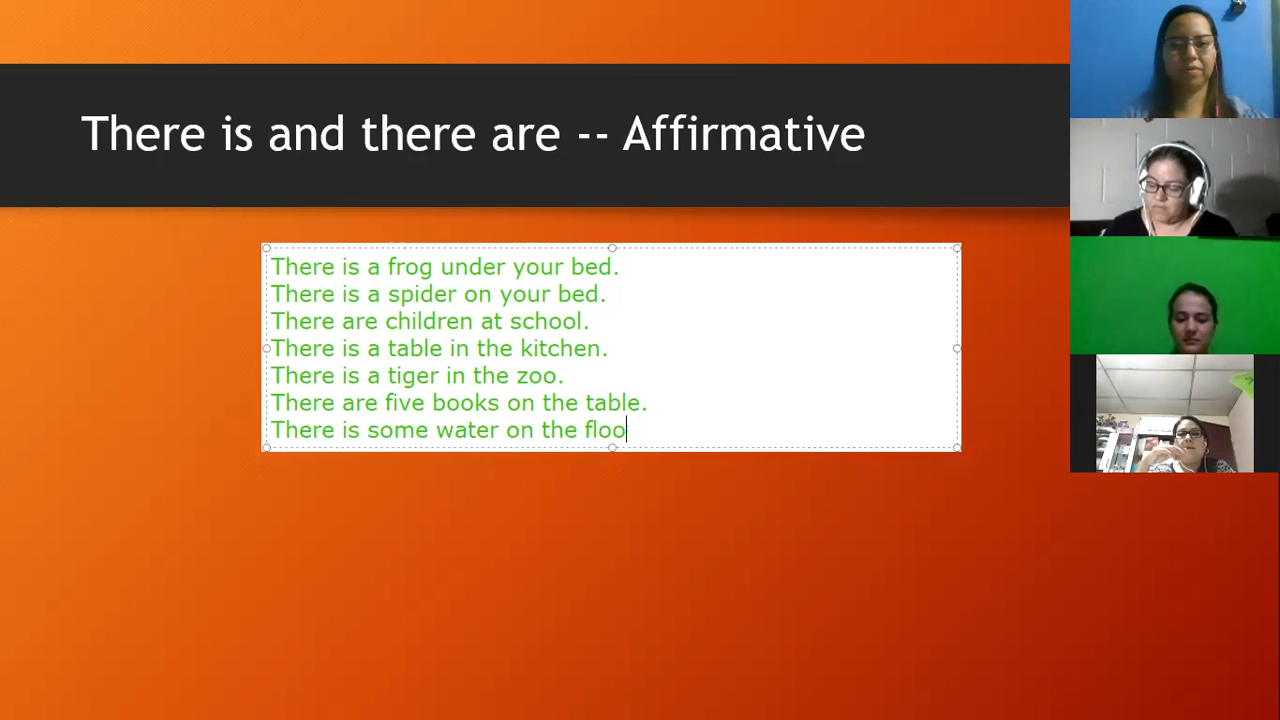 There is and there are -- Affirmative
There is a frog under your bed.
There is a spider on your bed.
There are children at school.
There is a table in the kitchen.
There is a tiger in the zoo.
There are five books on the table.
There is some water on the floo